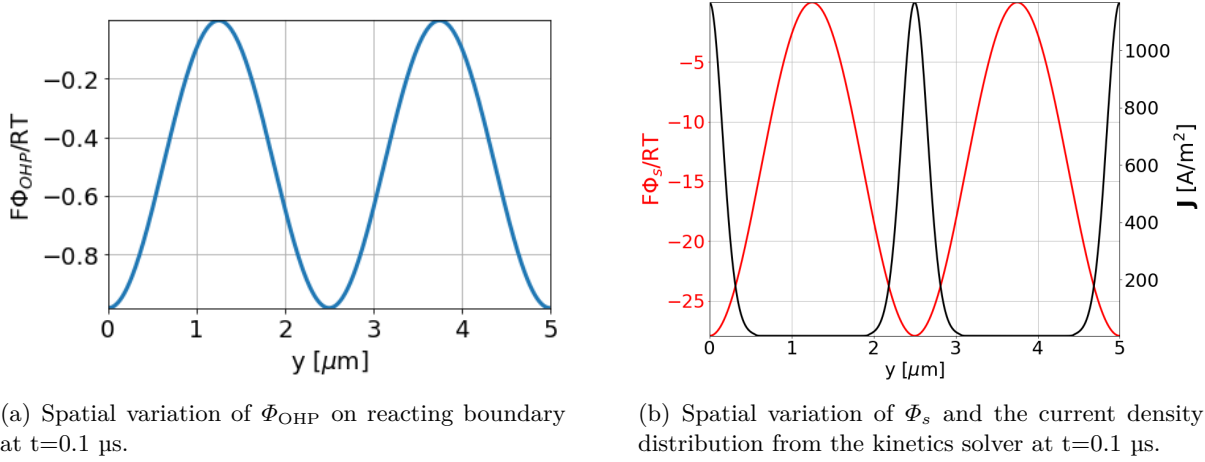 −0.2
−0.4
−0.6
−0.8
FΦ_OHP/RT
0 1 2 3 4 5
y [μm]
−5
−10
−15
−20
−25
FΦ_s/RT
1000
800
600
400
200
J [A/m²]
0 1 2 3 4 5
y [μm]
(a) Spatial variation of Φ_OHP on reacting boundary
at t=0.1 µs.
(b) Spatial variation of Φ_s and the current density
distribution from the kinetics solver at t=0.1 µs.